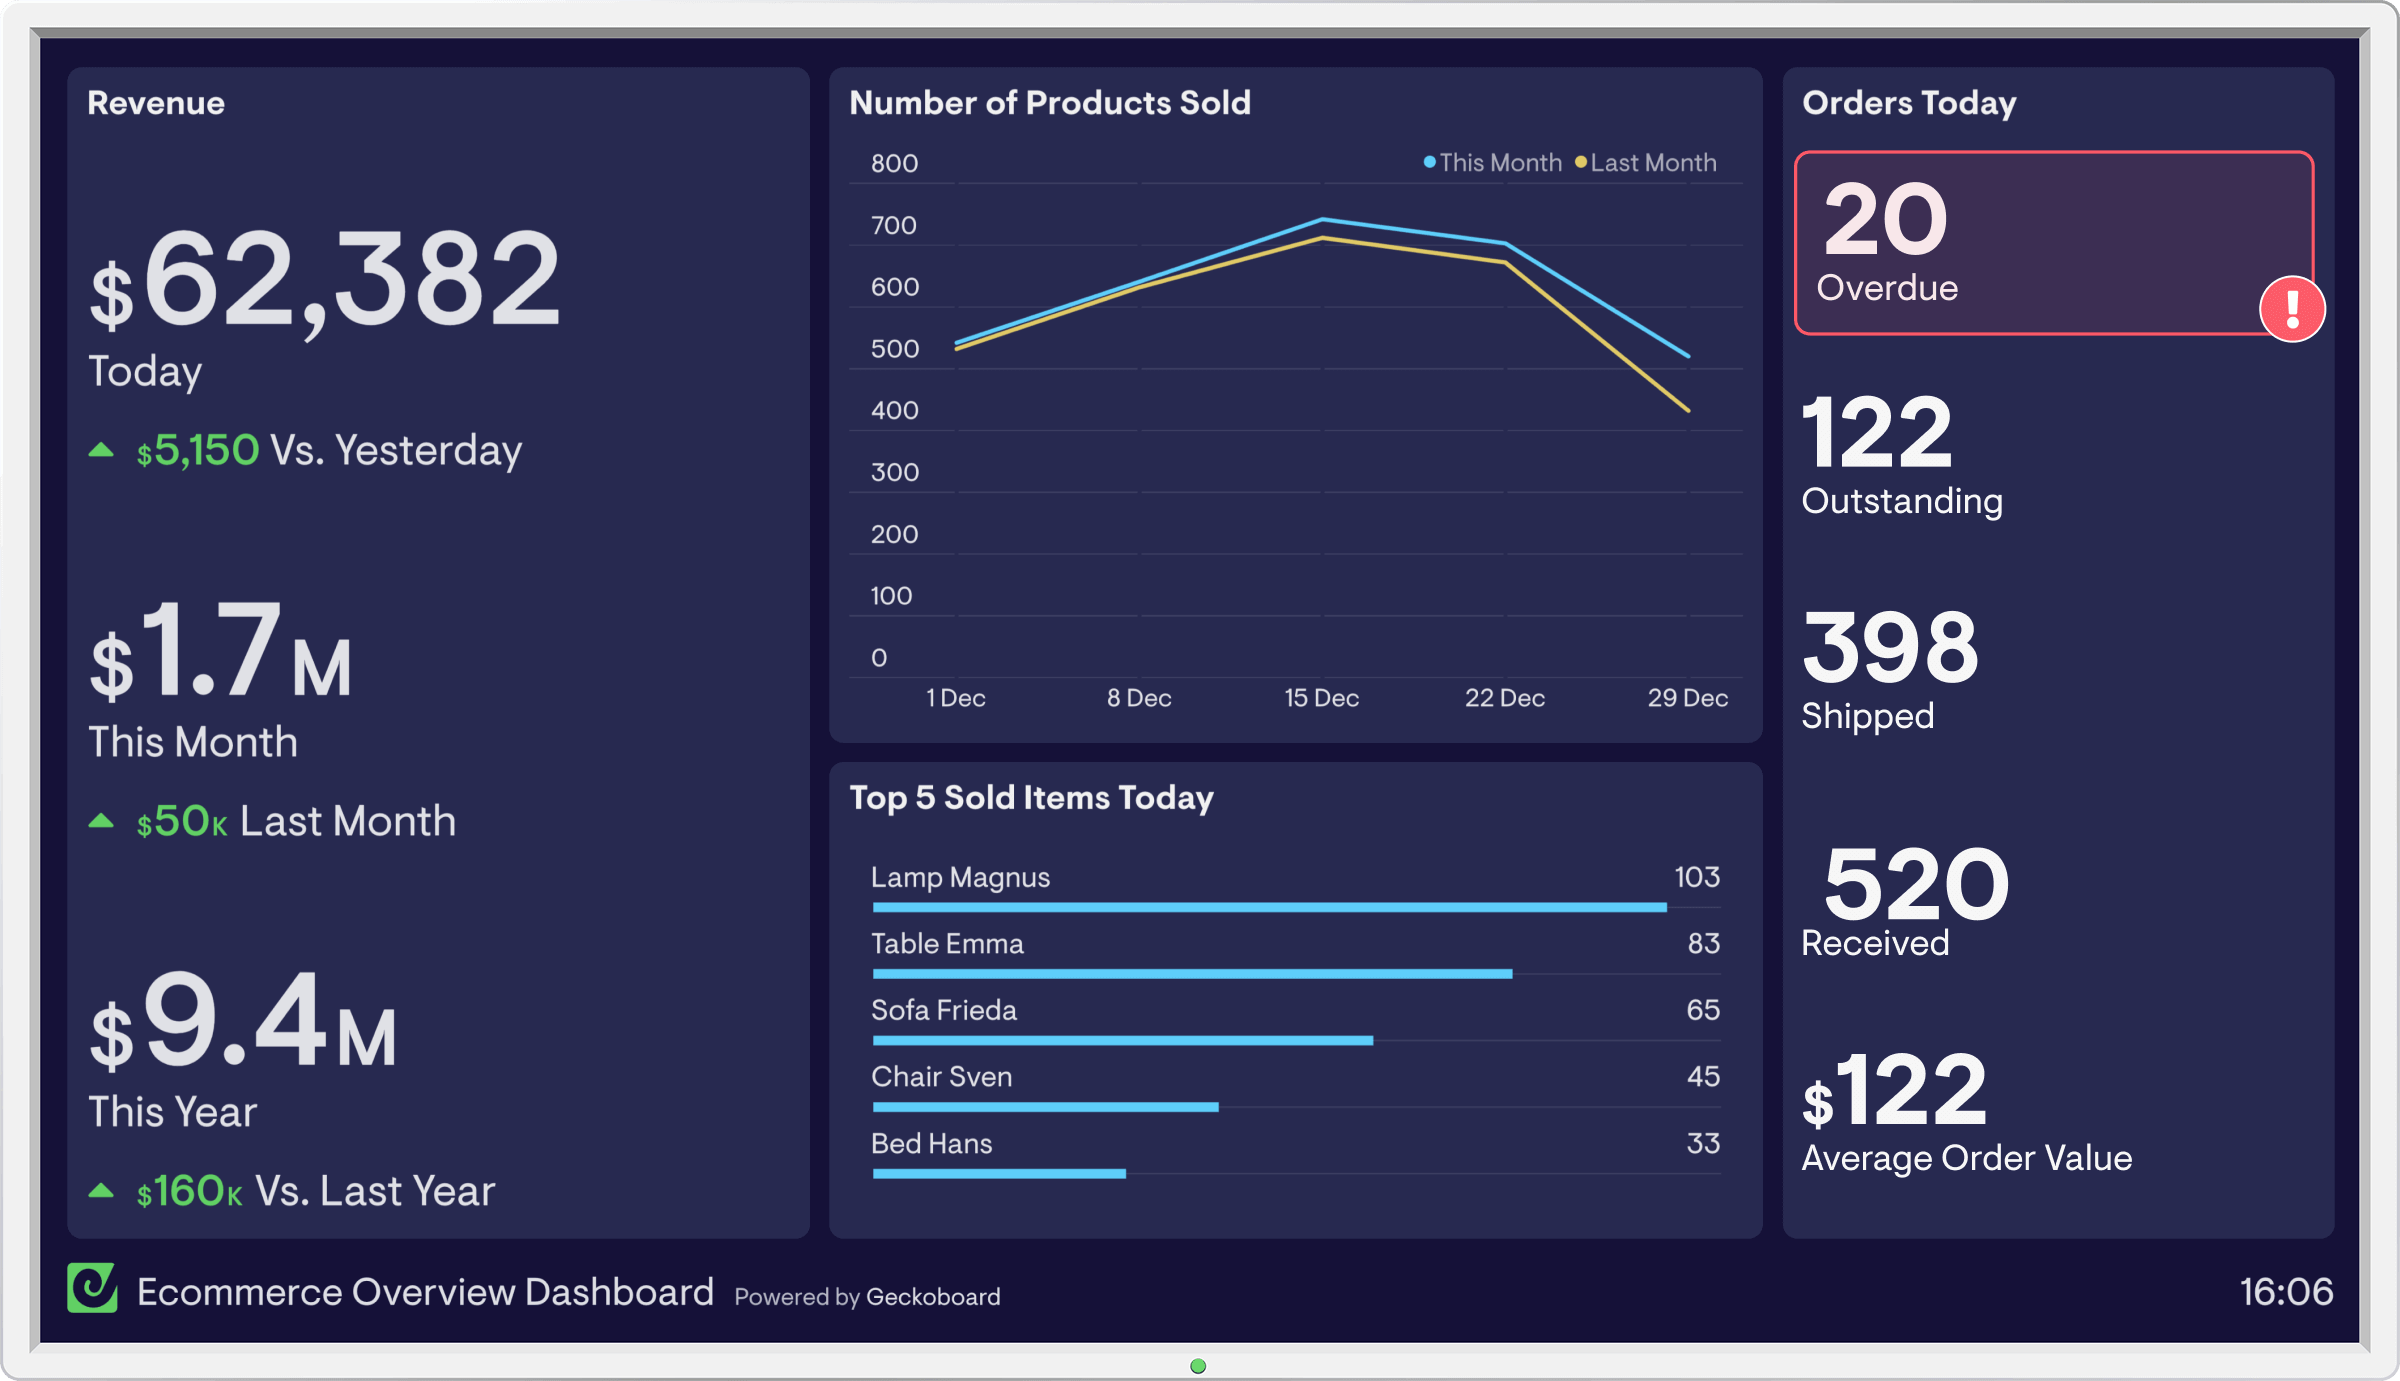 Revenue
$62,382
Today
$5,150 Vs. Yesterday
$1.7M
This Month
$50K Last Month
$9.4M
This Year
$160K Vs. Last Year
Number of Products Sold
This Month Last Month
800
700
600
500
400
300
200
100
0
1 Dec 8 Dec 15 Dec 22 Dec 29 Dec
Top 5 Sold Items Today
Lamp Magnus 103
Table Emma 83
Sofa Frieda 65
Chair Sven 45
Bed Hans 33
Orders Today
20
Overdue
!
122
Outstanding
398
Shipped
520
Received
$122
Average Order Value
Ecommerce Overview Dashboard Powered by Geckoboard
16:06